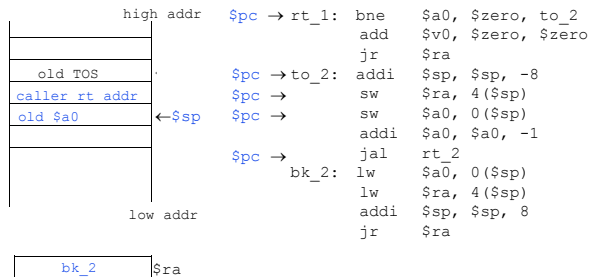 high addr $pc → rt_1: bne $a0, $zero, to_2
add $v0, $zero, $zero
jr $ra
old TOS $pc → to_2: addi $sp, $sp, -8
caller rt addr $pc → sw $ra, 4($sp)
old $a0 ←$sp $pc → sw $a0, 0($sp)
addi $a0, $a0, -1
$pc → jal rt_2
bk_2: lw $a0, 0($sp)
lw $ra, 4($sp)
low addr addi $sp, $sp, 8
jr $ra
bk_2 $ra